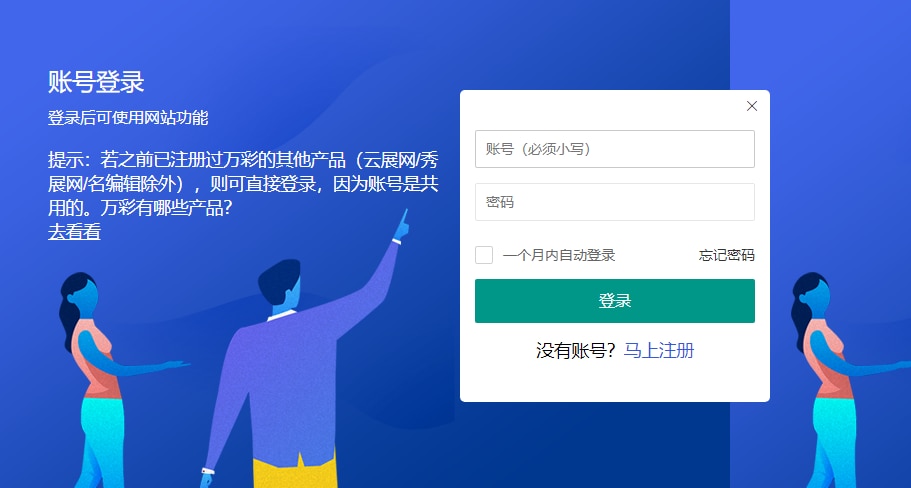 账号登录
登录后可使用网站功能
提示：若之前已注册过万彩的其他产品（云展网/秀
展网/名编辑除外），则可直接登录，因为账号是共
用的。万彩有哪些产品？
去看看
账号（必须小写）
密码
一个月内自动登录 忘记密码
登录
没有账号？马上注册